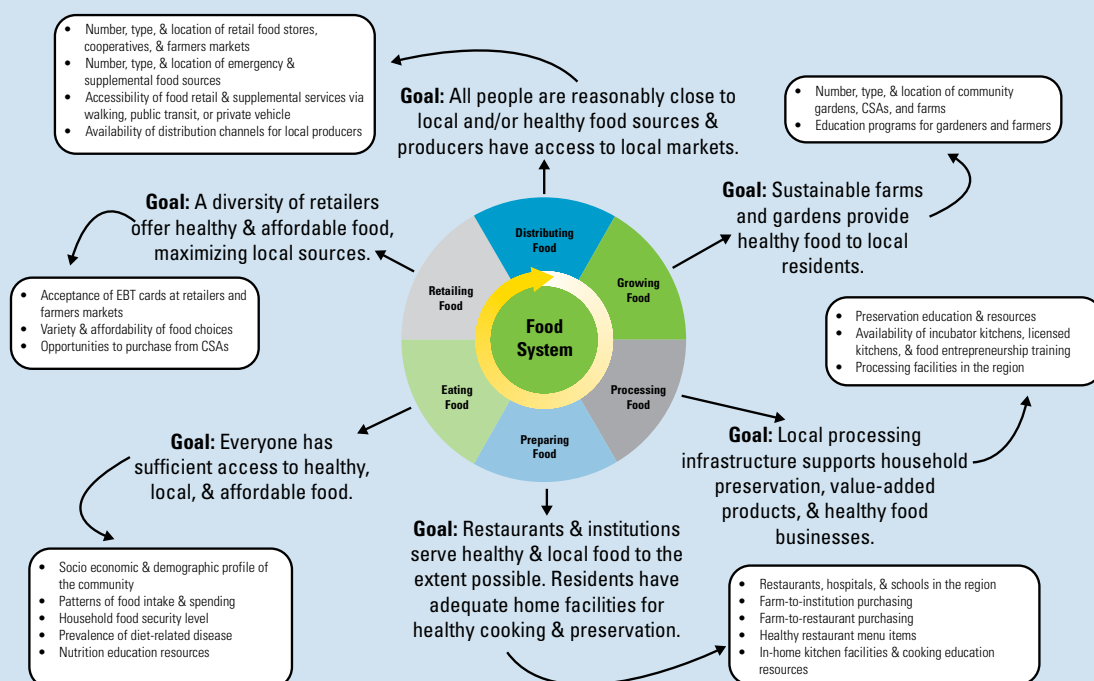 • Number, type, & location of retail food stores,
cooperatives, & farmers markets
• Number, type, & location of emergency &
supplemental food sources
• Accessibility of food retail & supplemental services via
walking, public transit, or private vehicle
• Availability of distribution channels for local producers
Goal: All people are reasonably close to
local and/or healthy food sources &
producers have access to local markets.
• Number, type, & location of community
gardens, CSAs, and farms
• Education programs for gardeners and farmers
Goal: A diversity of retailers
offer healthy & affordable food,
maximizing local sources.
Goal: Sustainable farms
and gardens provide
healthy food to local
residents.
Distributing
Food
Growing
Food
Retailing
Food
Food
System
Processing
Food
Eating
Food
Preparing
Food
• Acceptance of EBT cards at retailers and
farmers markets
• Variety & affordability of food choices
• Opportunities to purchase from CSAs
• Preservation education & resources
• Availability of incubator kitchens, licensed
kitchens, & food entrepreneurship training
• Processing facilities in the region
Goal: Everyone has
sufficient access to healthy,
local, & affordable food.
Goal: Local processing
infrastructure supports household
preservation, value-added
products, & healthy food
businesses.
Goal: Restaurants & institutions
serve healthy & local food to the
extent possible. Residents have
adequate home facilities for
healthy cooking & preservation.
• Socio economic & demographic profile of
the community
• Patterns of food intake & spending
• Household food security level
• Prevalence of diet-related disease
• Nutrition education resources
• Restaurants, hospitals, & schools in the region
• Farm-to-institution purchasing
• Farm-to-restaurant purchasing
• Healthy restaurant menu items
• In-home kitchen facilities & cooking education
resources